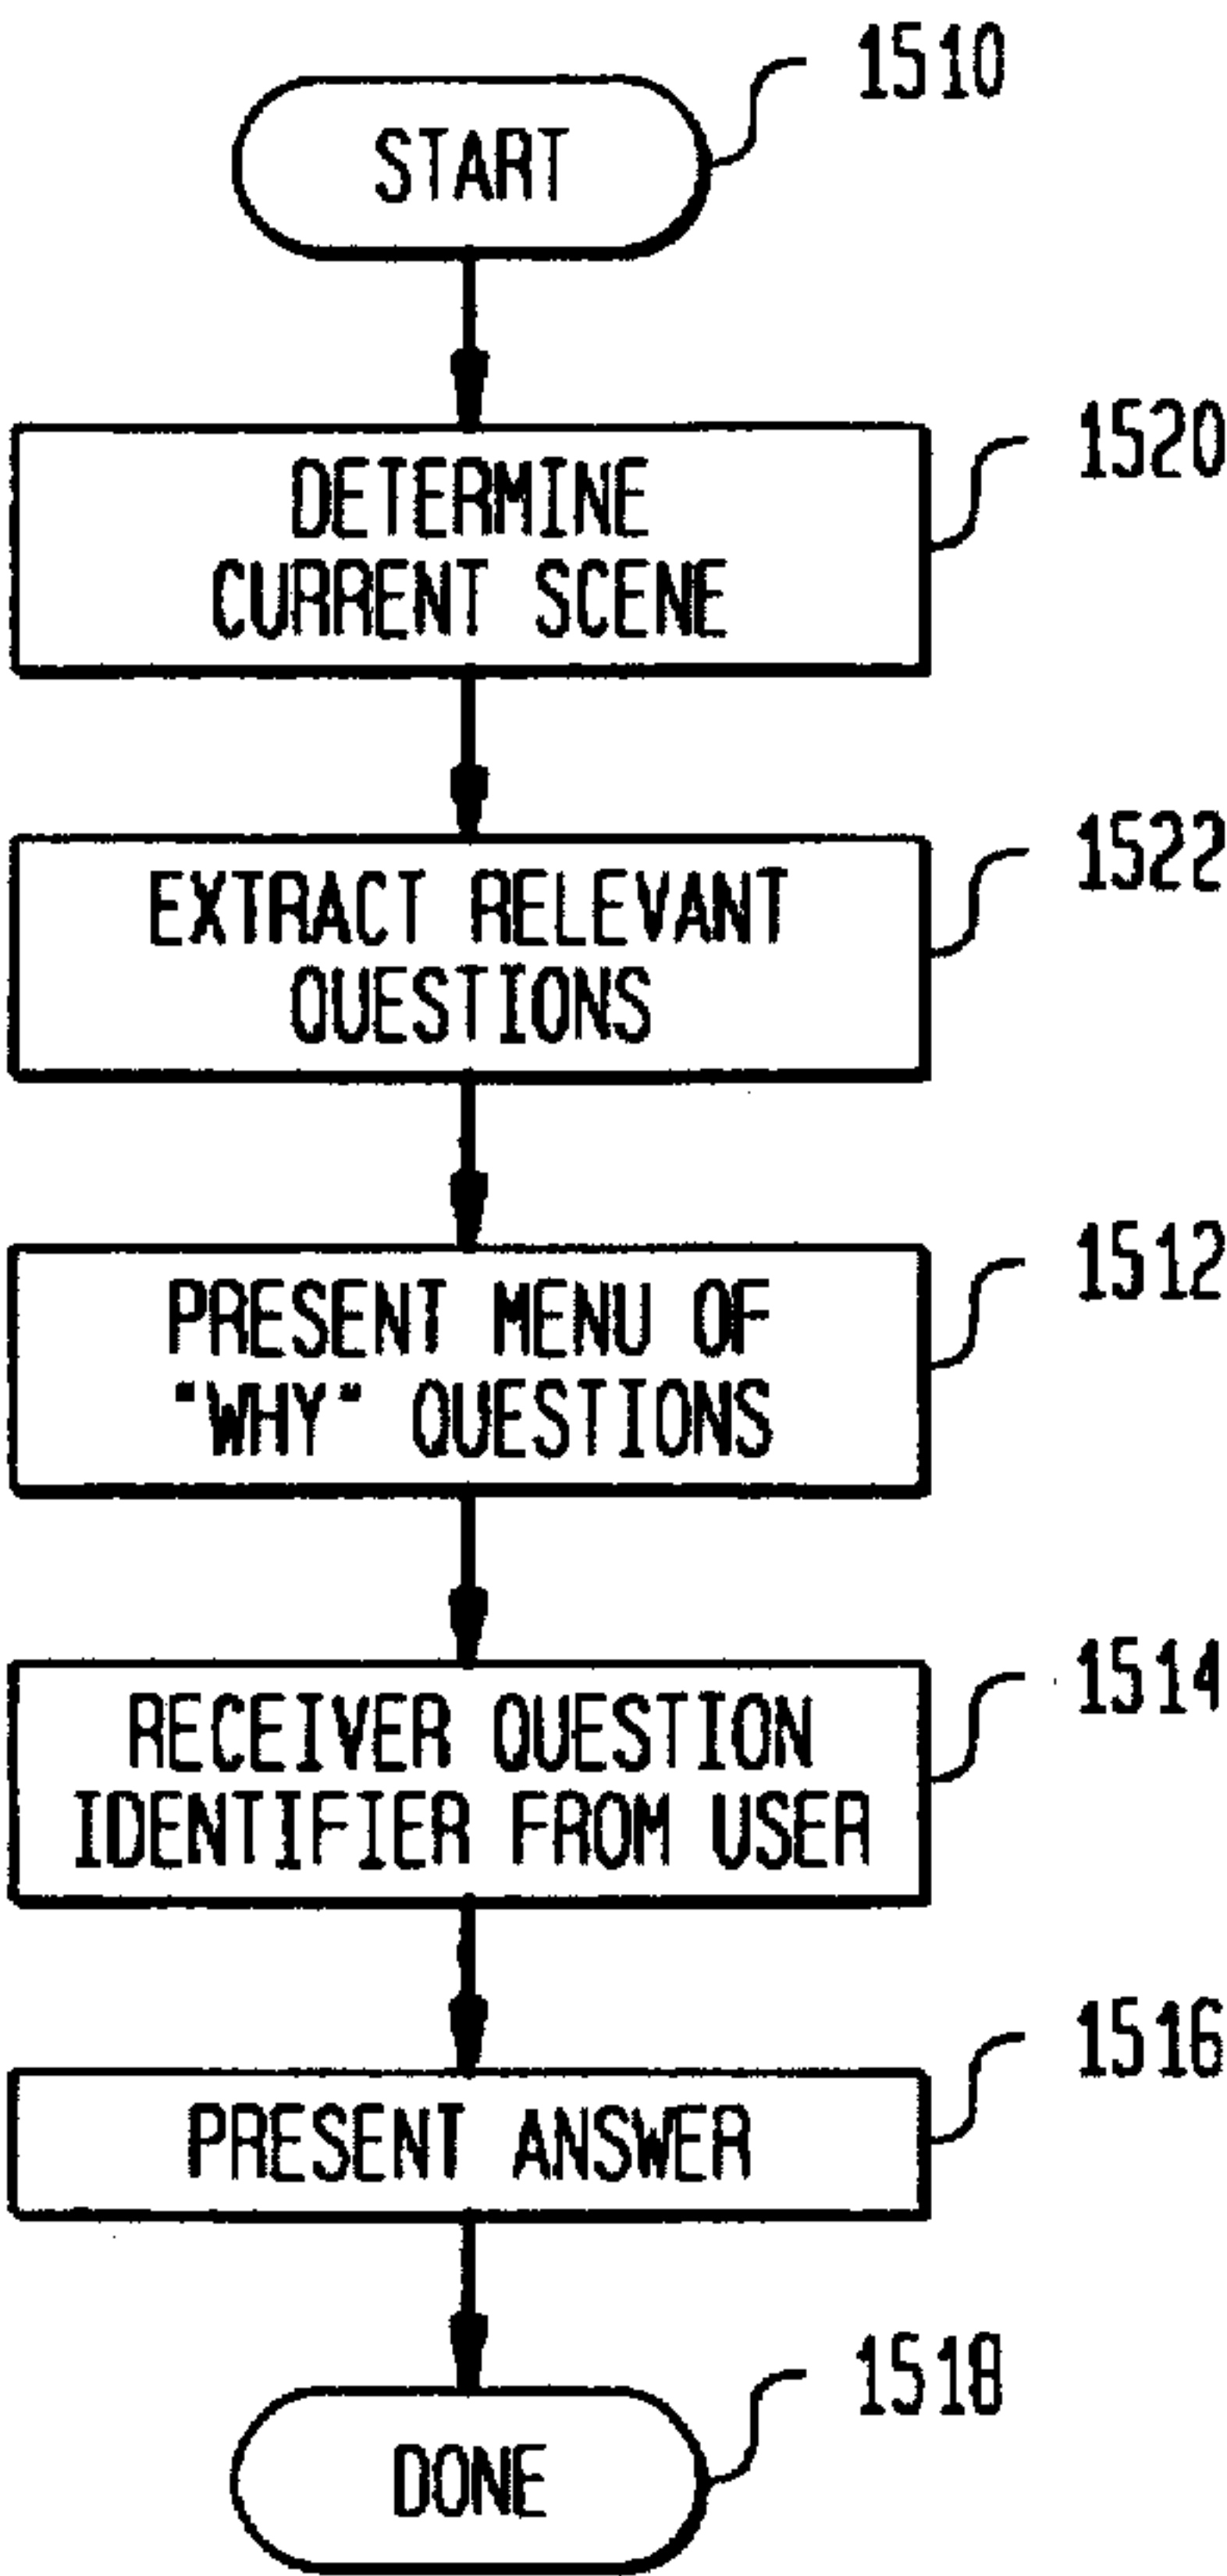 1510
START
1520
DETERMINE
CURRENT SCENE
1522
EXTRACT RELEVANT
QUESTIONS
1512
PRESENT MENU OF
"WHY" QUESTIONS
1514
RECEIVER QUESTION
IDENTIFIER FROM USER
1516
PRESENT ANSWER
1518
DONE